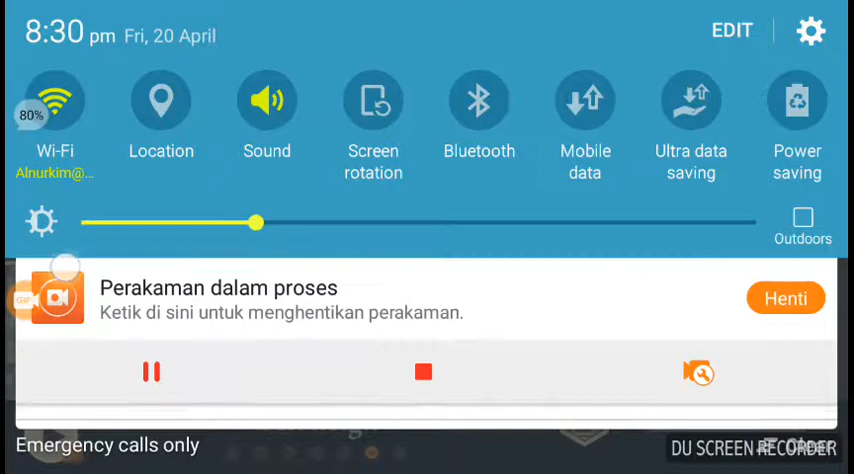 8:30 pm Fri, 20 April
EDIT
80%
Wi-Fi
Alnurkim@...
Location
Sound
Screen
rotation
Bluetooth
Mobile
data
Ultra data
saving
Power
saving
Outdoors
GIF
Perakaman dalam proses
Ketik di sini untuk menghentikan perakaman.
Henti
Emergency calls only
DU SCREEN RECORDER